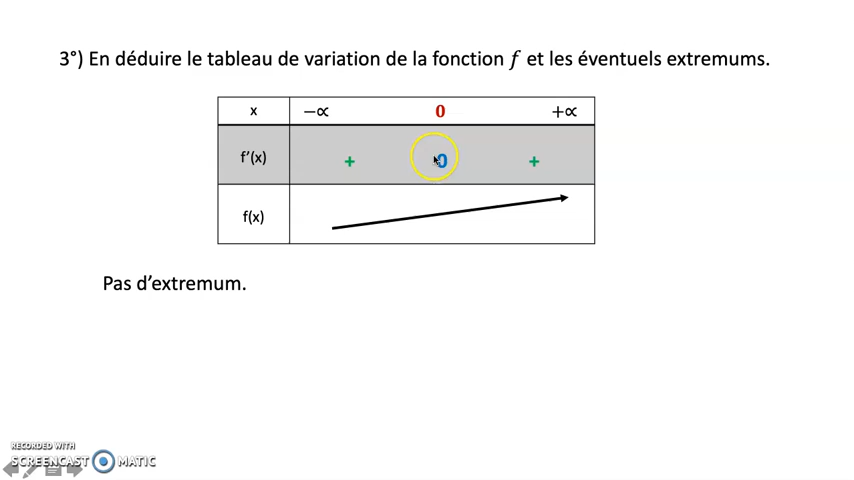 3°) En déduire le tableau de variation de la fonction f et les éventuels extremums.
x −∝ 0 +∝
f'(x) + 0 +
f(x)
Pas d'extremum.
RECORDED WITH
SCREENCAST MATIC